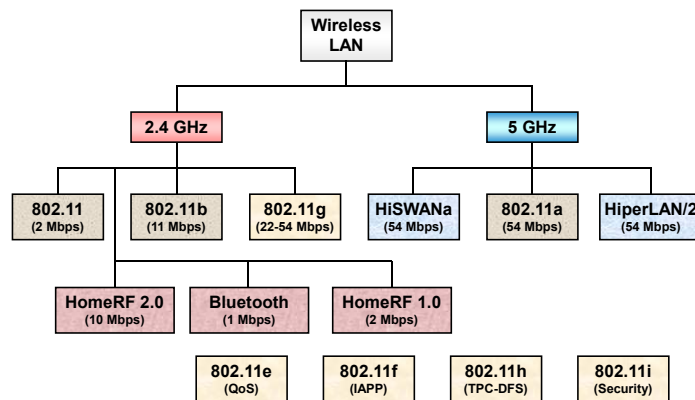 Wireless
LAN
2.4 GHz
5 GHz
802.11
(2 Mbps)
802.11b
(11 Mbps)
802.11g
(22-54 Mbps)
HiSWANa
(54 Mbps)
802.11a
(54 Mbps)
HiperLAN/2
(54 Mbps)
HomeRF 2.0
(10 Mbps)
Bluetooth
(1 Mbps)
HomeRF 1.0
(2 Mbps)
802.11e
(QoS)
802.11f
(IAPP)
802.11h
(TPC-DFS)
802.11i
(Security)